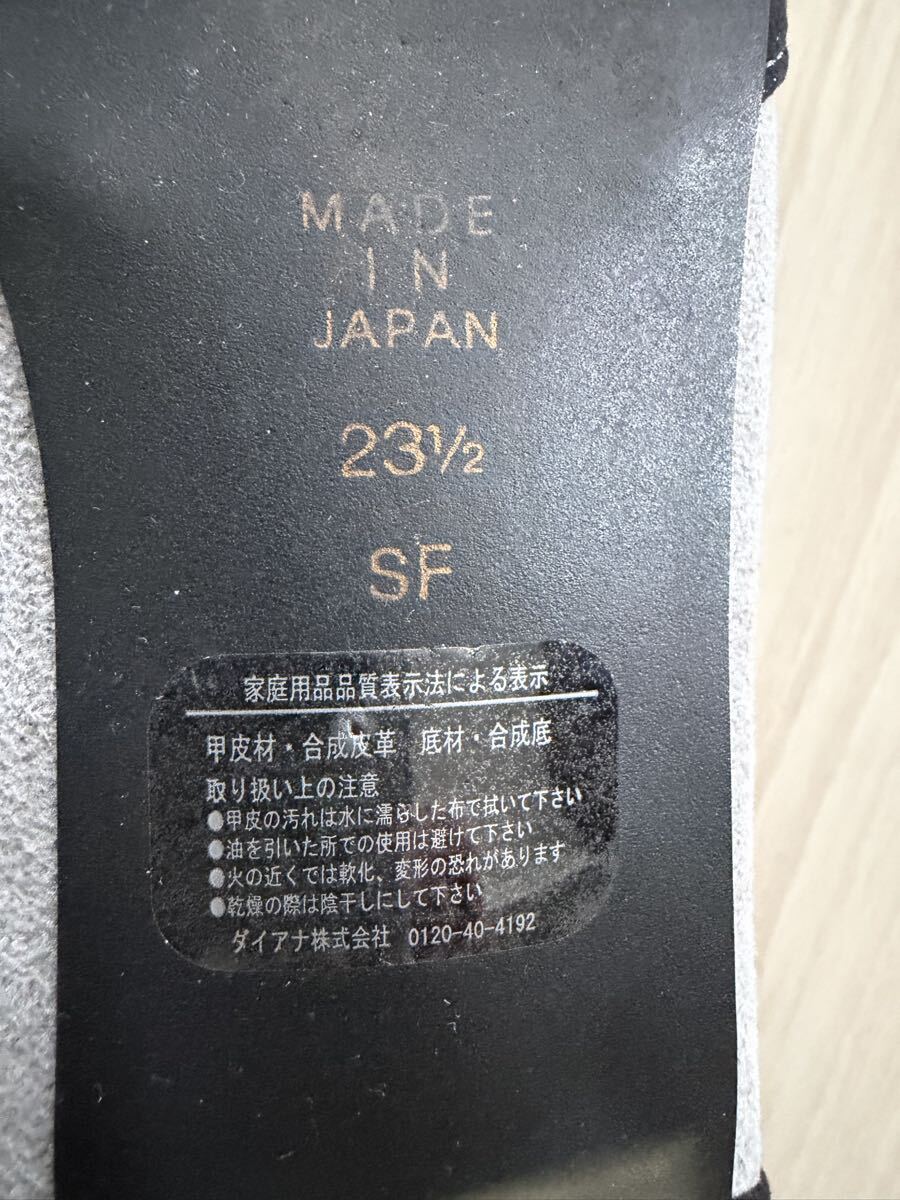 MADE
IN
JAPAN
23½
SF
家庭用品品質表示法による表示
甲皮材・合成皮革 底材・合成底
取り扱い上の注意
●甲皮の汚れは水に濡らした布で拭いて下さい
●油を引いた所での使用は避けて下さい
●火の近くでは軟化、変形の恐れがあります
●乾燥の際は陰干しにして下さい
ダイアナ株式会社 0120-40-4192